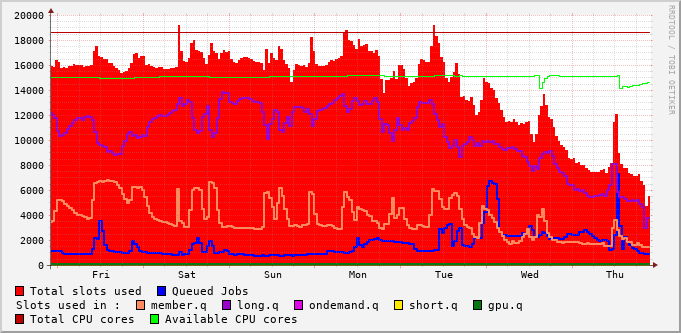 20000
18000
16000
14000
12000
10000
8000
6000
4000
2000
0
Fri Sat Sun Mon Tue Wed Thu
RRDTOOL / TOBI OETIKER
Total slots used Queued Jobs
Slots used in : member.q long.q ondemand.q short.q gpu.q
Total CPU cores Available CPU cores